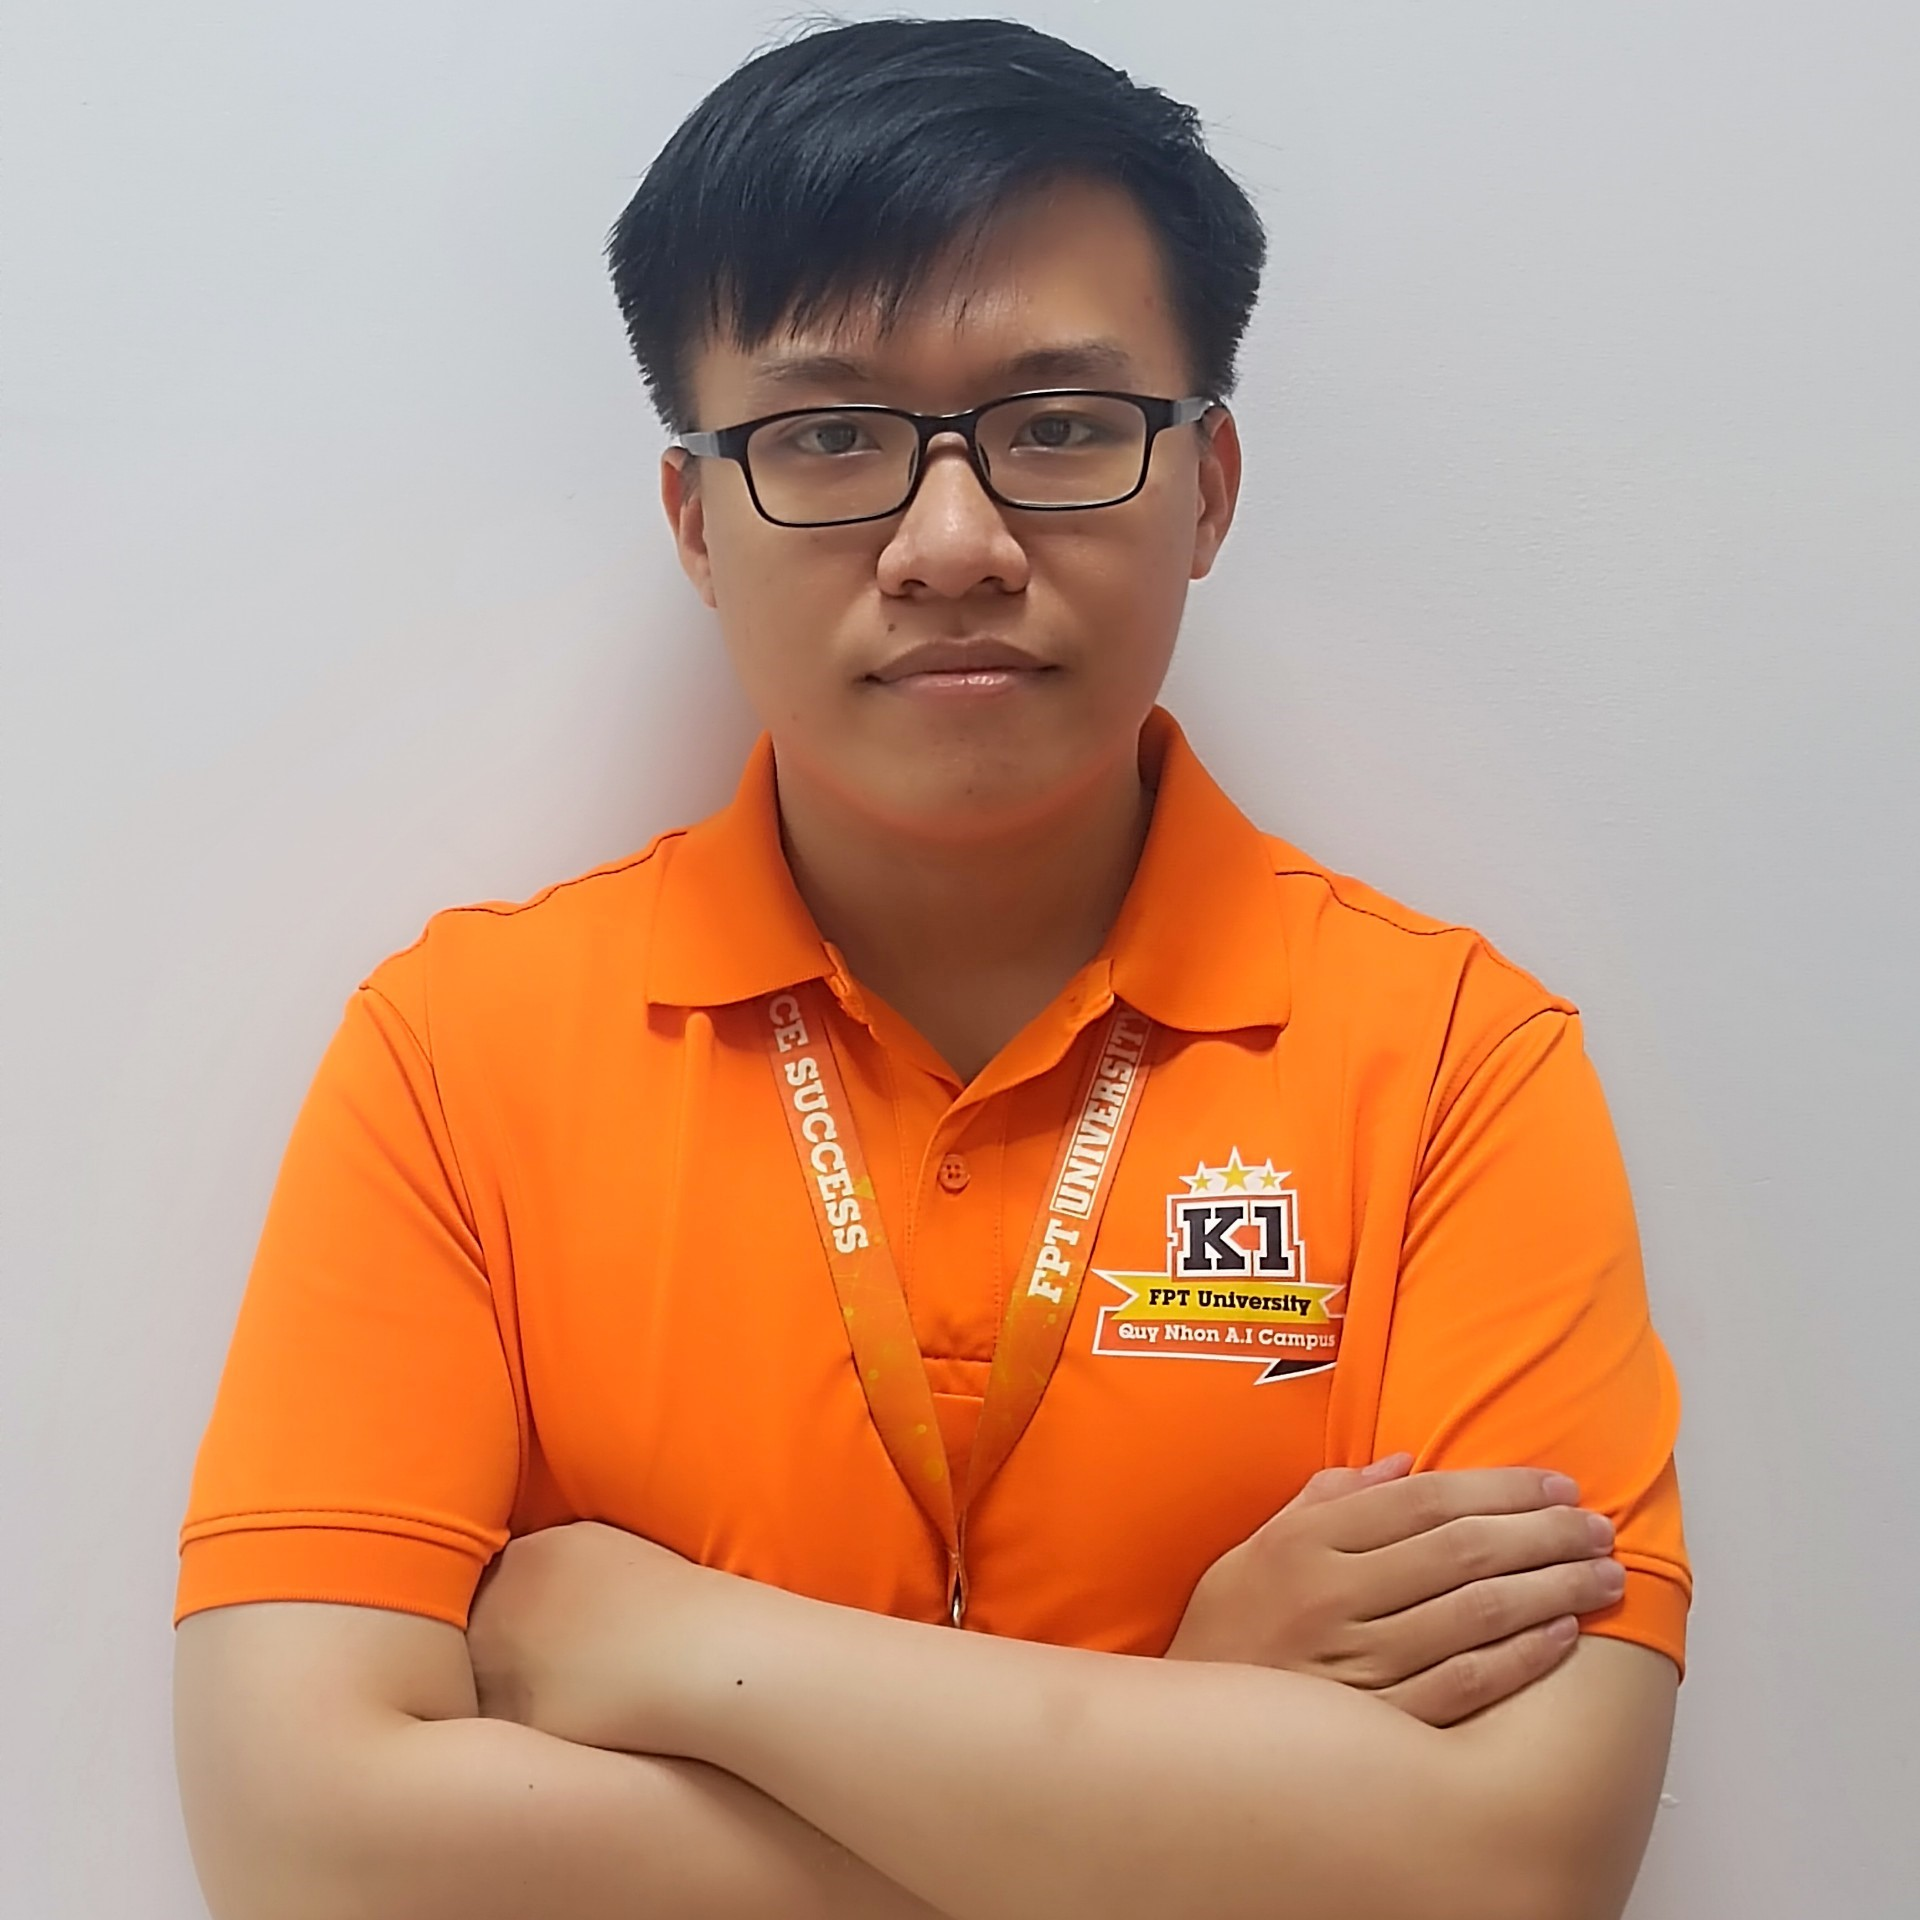 CE SUCCESS
FPT UNIVERSITY
K1
FPT University
Quy Nhon A.I Campus